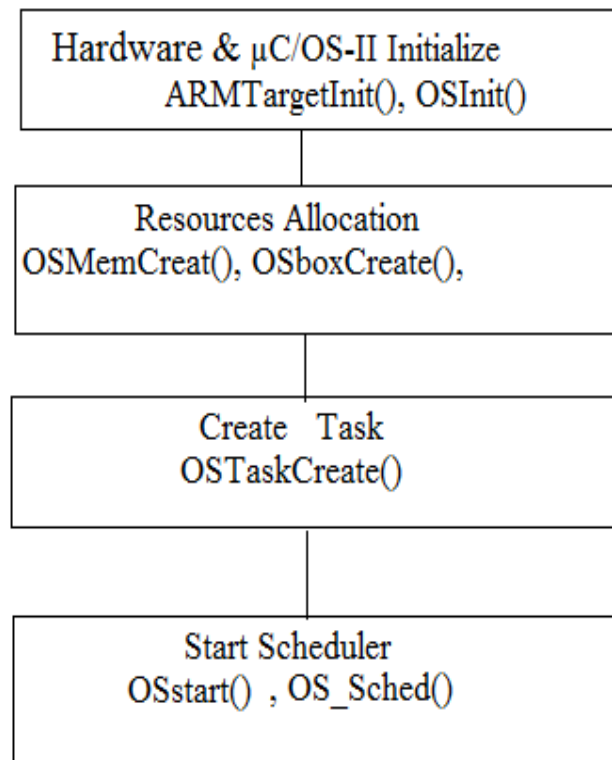 Hardware & µC/OS-II Initialize
ARMTargetInit(), OSInit()
Resources Allocation
OSMemCreat(), OSboxCreate(),
Create Task
OSTaskCreate()
Start Scheduler
OSstart() , OS_Sched()